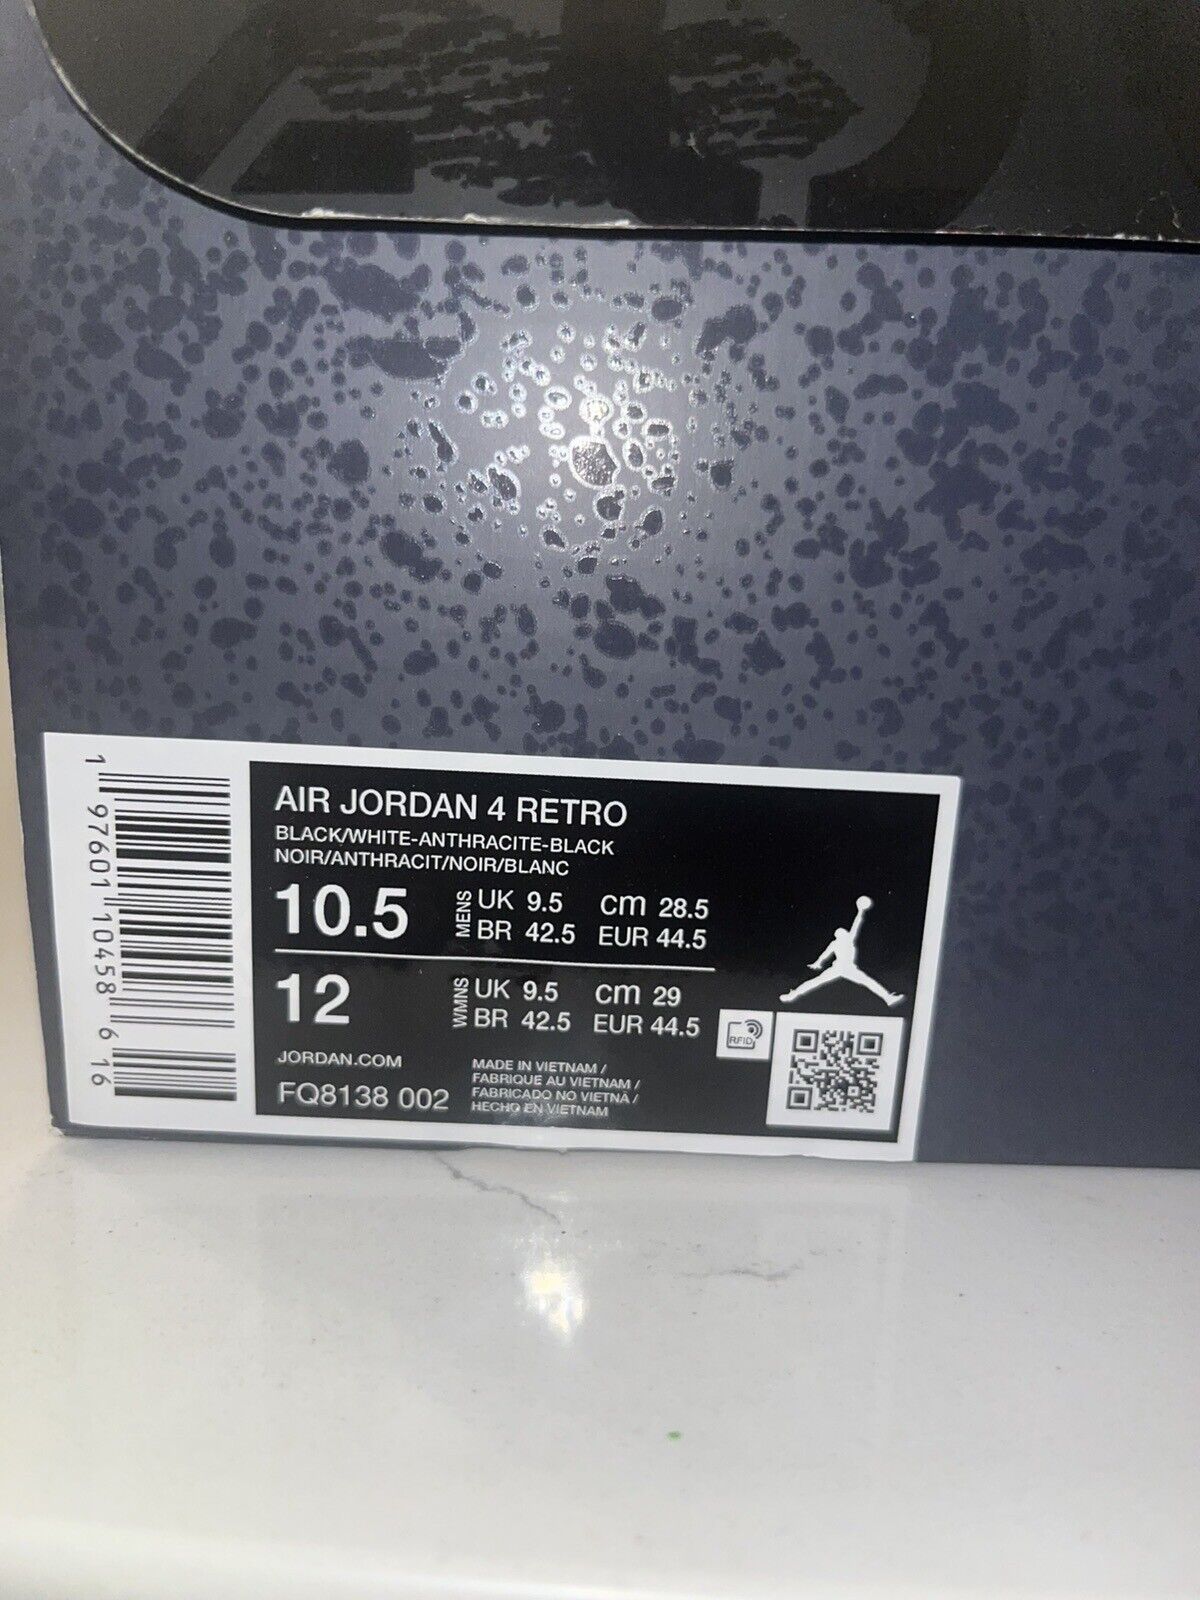 AIR JORDAN 4 RETRO
BLACK/WHITE-ANTHRACITE-BLACK
NOIR/ANTHRACIT/NOIR/BLANC
10.5 MENS UK 9.5 cm 28.5
BR 42.5 EUR 44.5
12 WMNS UK 9.5 cm 29
BR 42.5 EUR 44.5
RFID
JORDAN.COM
FQ8138 002
MADE IN VIETNAM /
FABRIQUE AU VIETNAM /
FABRICADO NO VIETNÁ /
HECHO EN VIETNAM
1 97601 10458 6 16